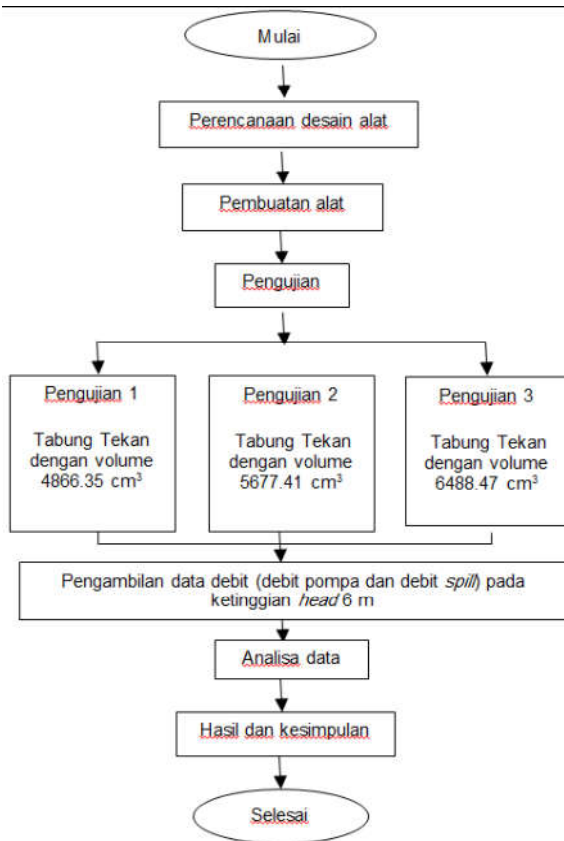 Mulai
Perencanaan desain alat
Pembuatan alat
Pengujian
Pengujian 1
Tabung Tekan
dengan volume
4866.35 cm³
Pengujian 2
Tabung Tekan
dengan volume
5677.41 cm³
Pengujian 3
Tabung Tekan
dengan volume
6488.47 cm³
Pengambilan data debit (debit pompa dan debit spill) pada
ketinggian head 6 m
Analisa data
Hasil dan kesimpulan
Selesai